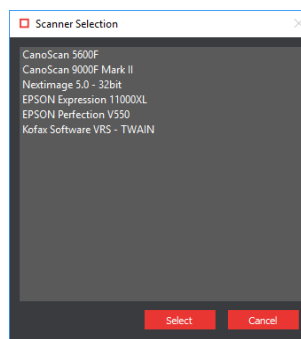 Scanner Selection
CanoScan 5600F
CanoScan 9000F Mark II
Nextimage 5.0 - 32bit
EPSON Expression 11000XL
EPSON Perfection V550
Kofax Software VRS - TWAIN
Select
Cancel